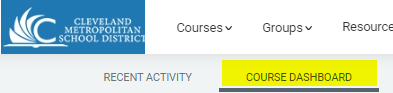 CLEVELAND
METROPOLITAN
SCHOOL DISTRICT
Courses Groups Resource
RECENT ACTIVITY COURSE DASHBOARD